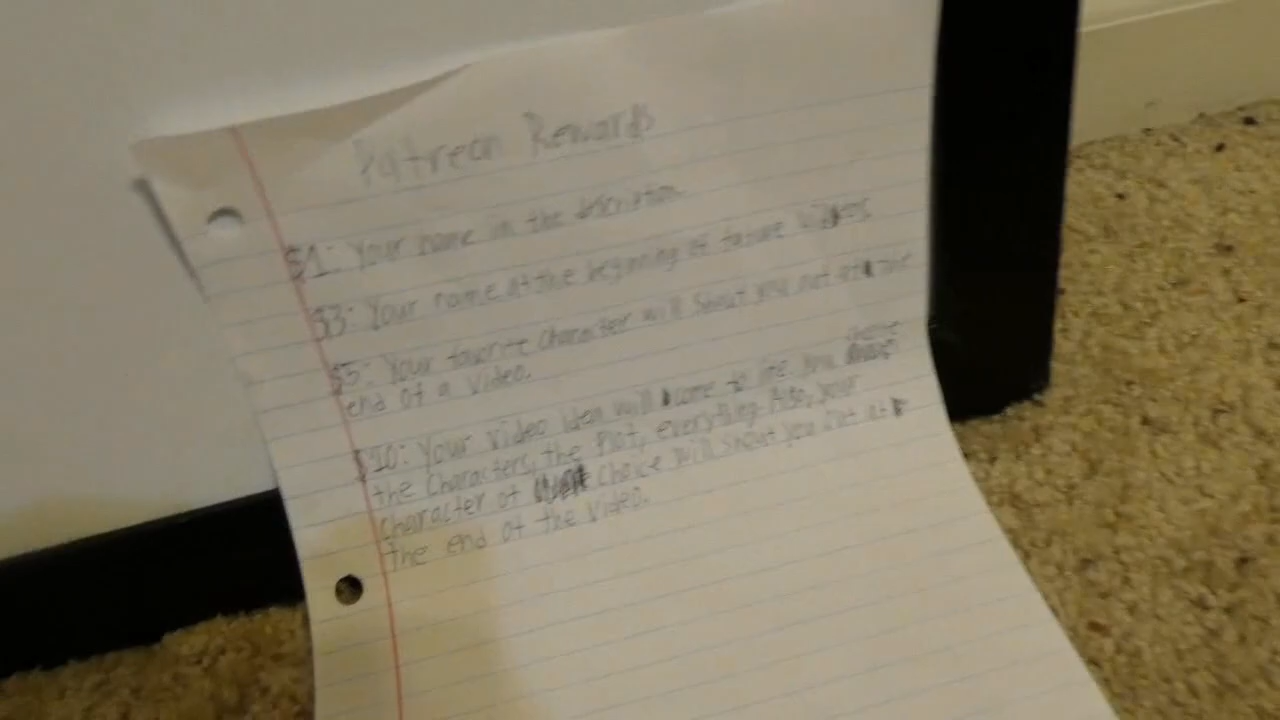 Patreon Rewards
$1: Your name in the description.
$3: Your name at the beginning of future videos
$5: Your favorite Character will Shout you out at the
end of a video.
$10: Your video idea will come to life. You choose
the Characters, the Plot, everything. Also, your
Character of choice will shout you out at
the end of the video.